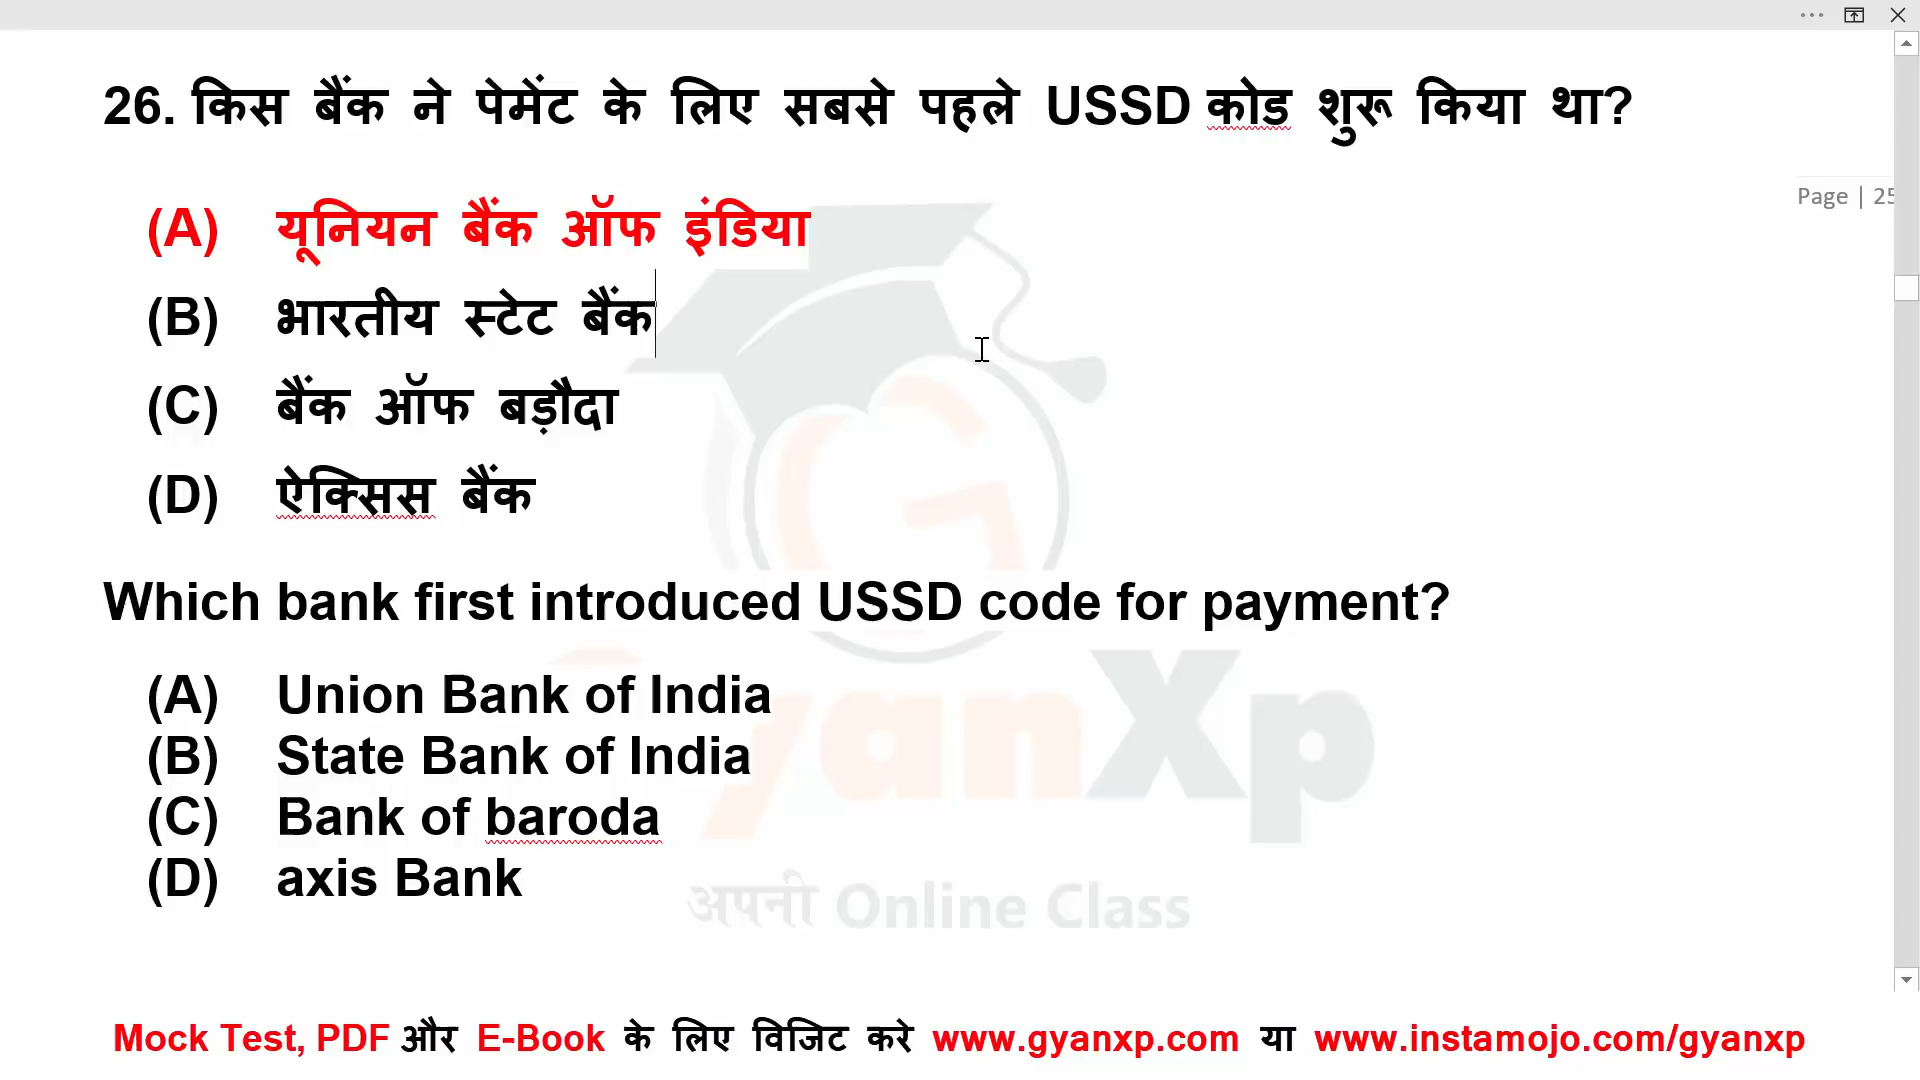 26. किस बैंक ने पेमेंट के लिए सबसे पहले USSD कोड शुरू किया था?
Page | 25
(A) यूनियन बैंक ऑफ इंडिया
(B) भारतीय स्टेट बैंक
(C) बैंक ऑफ बड़ौदा
(D) ऐक्सिस बैंक
Which bank first introduced USSD code for payment?
(A) Union Bank of India
(B) State Bank of India
(C) Bank of baroda
(D) axis Bank
GyanXp
अपनी Online Class
Mock Test, PDF और E-Book के लिए विजिट करे www.gyanxp.com या www.instamojo.com/gyanxp